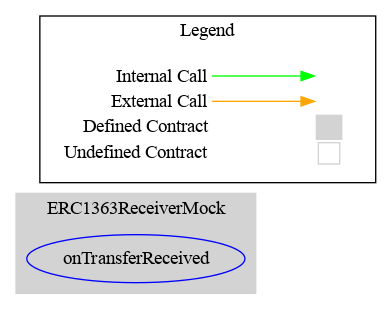 Legend
Internal Call
External Call
Defined Contract
Undefined Contract
ERC1363ReceiverMock
onTransferReceived